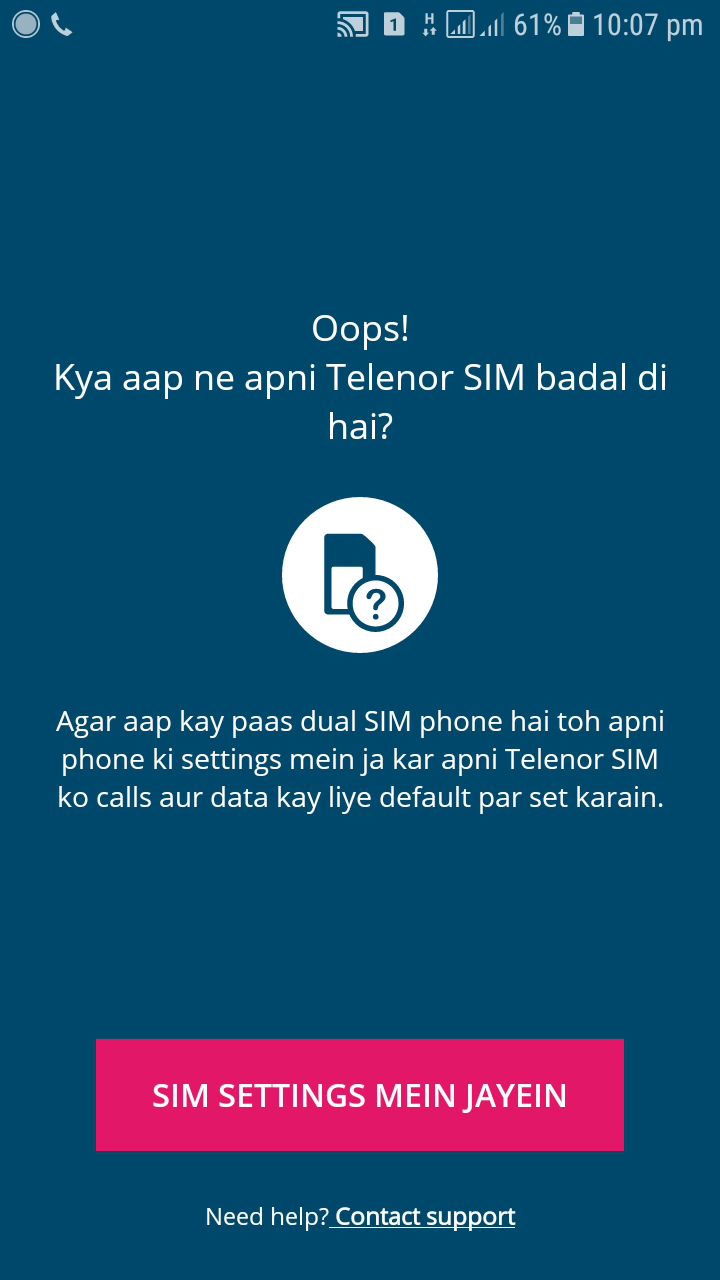 1 H 61% 10:07 pm
Oops!
Kya aap ne apni Telenor SIM badal di
hai?
?
Agar aap kay paas dual SIM phone hai toh apni
phone ki settings mein ja kar apni Telenor SIM
ko calls aur data kay liye default par set karain.
SIM SETTINGS MEIN JAYEIN
Need help? Contact support